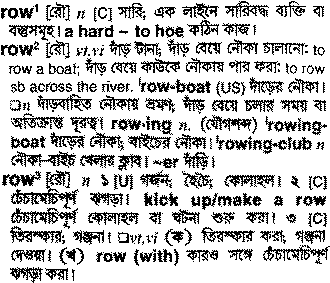 row¹ [রৌ] n [C] সারি; এক লাইনে সারিবদ্ধ ব্যক্তি বা
বস্তুসমূহ। a hard ~ to hoe কঠিন কাজ।
row² [রৌ] vt,vi দাঁড় টানা; দাঁড় বেয়ে নৌকা চালানো: to
row a boat; দাঁড় বেয়ে কাউকে নৌকায় পার করা: to row
sb across the river. ˈrow-boat (US) দাঁড়ের নৌকা।
□n দাঁড়বাহিত নৌকায় ভ্রমণ; দাঁড় বেয়ে চলার সময় বা
অতিক্রান্ত দূরত্ব। row·ing n. (যৌগশব্দ) ˈrowing-
boat দাঁড়ের নৌকা; বাইচের নৌকা। ˈrowing-club n
নৌকা-বাইচ খেলার ক্লাব। ~er দাঁড়ি।
row³ [রৌ] n ১ [U] গর্জন; হৈচৈ; কোলাহল। ২ [C]
চেঁচামেচিপূর্ণ ঝগড়া। kick up/make a row
চেঁচামেচিপূর্ণ কোলাহল বা ঘটনা শুরু করা। ৩ [C]
তিরস্কার; গঞ্জনা। □vt,vi (ক) তিরস্কার করা; গঞ্জনা
দেওয়া। (খ) row (with) কারও সঙ্গে চেঁচামেচিপূর্ণ
ঝগড়া করা।